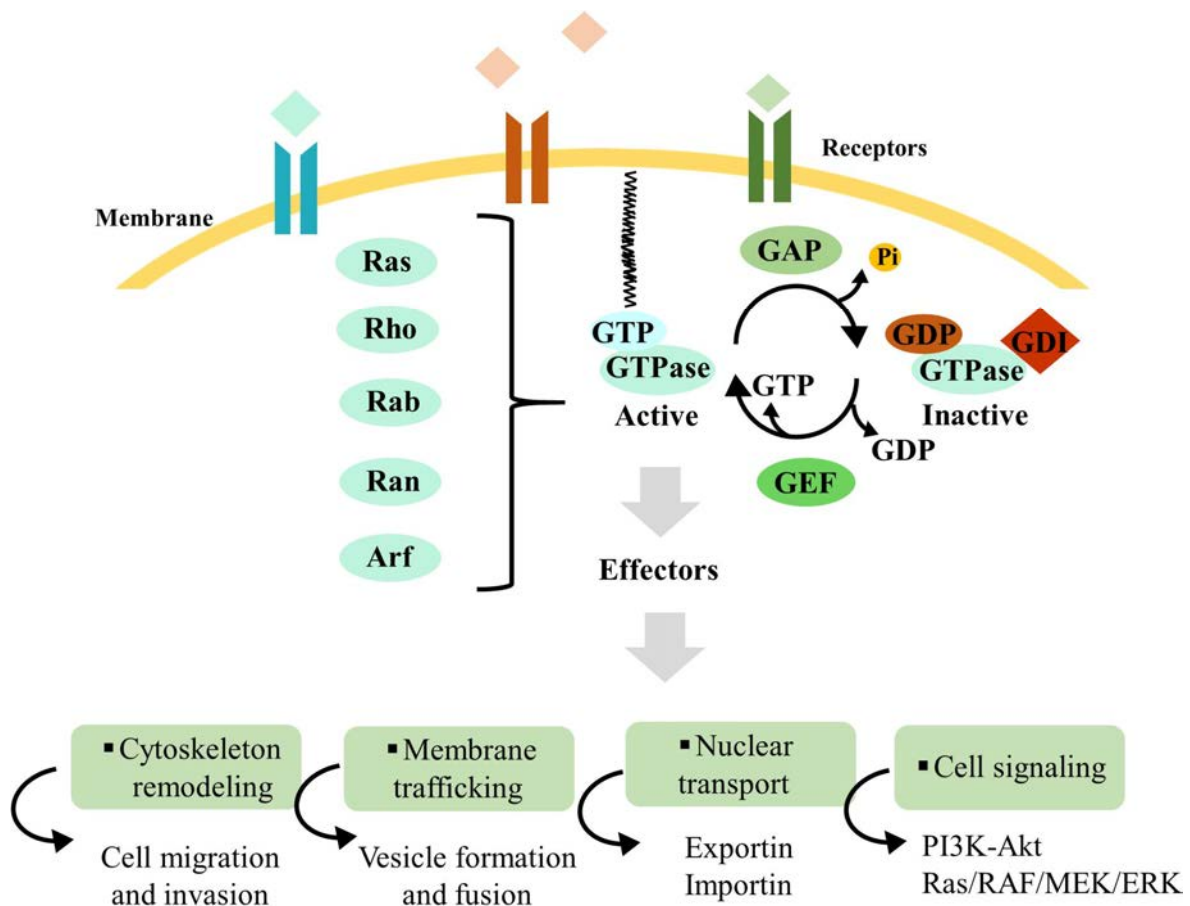 Receptors
Membrane
Ras
Rho
Rab
Ran
Arf
GAP
Pi
GTP
GTPase
Active
GDP
GDI
GTPase
Inactive
GTP
GDP
GEF
Effectors
▪ Cytoskeleton
remodeling
Cell migration
and invasion
▪ Membrane
trafficking
Vesicle formation
and fusion
▪ Nuclear
transport
Exportin
Importin
▪ Cell signaling
PI3K-Akt
Ras/RAF/MEK/ERK